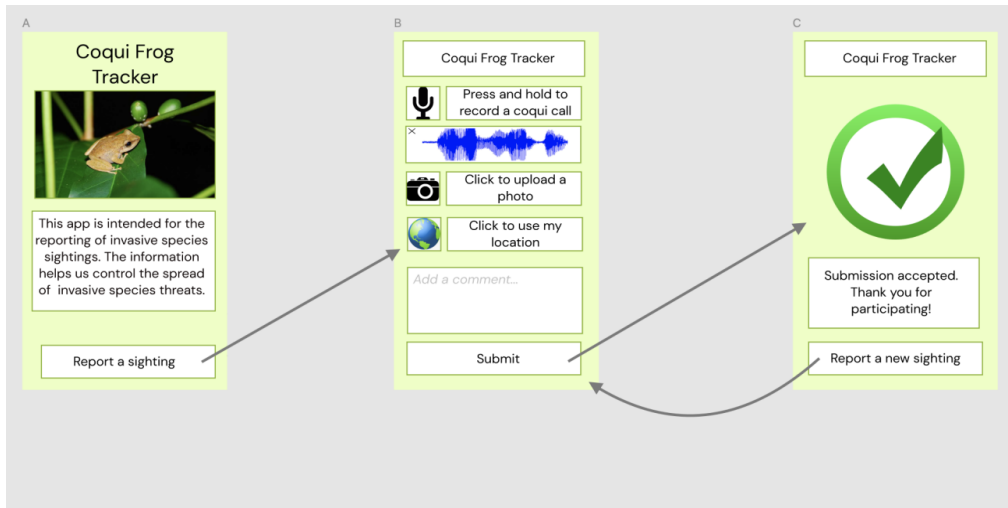 A
Coqui Frog
Tracker
This app is intended for the
reporting of invasive species
sightings. The information
helps us control the spread
of invasive species threats.
Report a sighting
B
Coqui Frog Tracker
Press and hold to
record a coqui call
Click to upload a
photo
Click to use my
location
Add a comment...
Submit
C
Coqui Frog Tracker
Submission accepted.
Thank you for
participating!
Report a new sighting